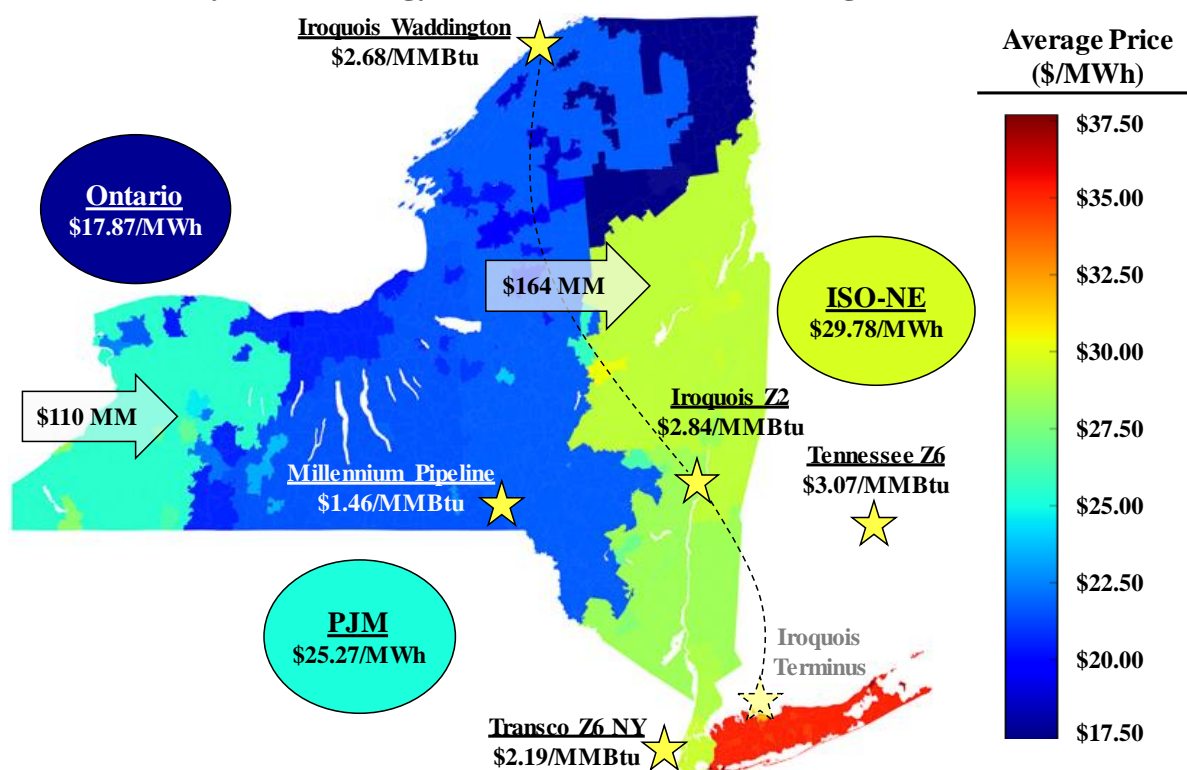 Iroquois Waddington
$2.68/MMBtu
Average Price
($/MWh)
$37.50
$35.00
$32.50
$30.00
$27.50
$25.00
$22.50
$20.00
$17.50
Ontario
$17.87/MWh
$164 MM
ISO-NE
$29.78/MWh
$110 MM
Iroquois Z2
$2.84/MMBtu
Tennessee Z6
$3.07/MMBtu
Millennium Pipeline
$1.46/MMBtu
PJM
$25.27/MWh
Iroquois
Terminus
Transco Z6 NY
$2.19/MMBtu